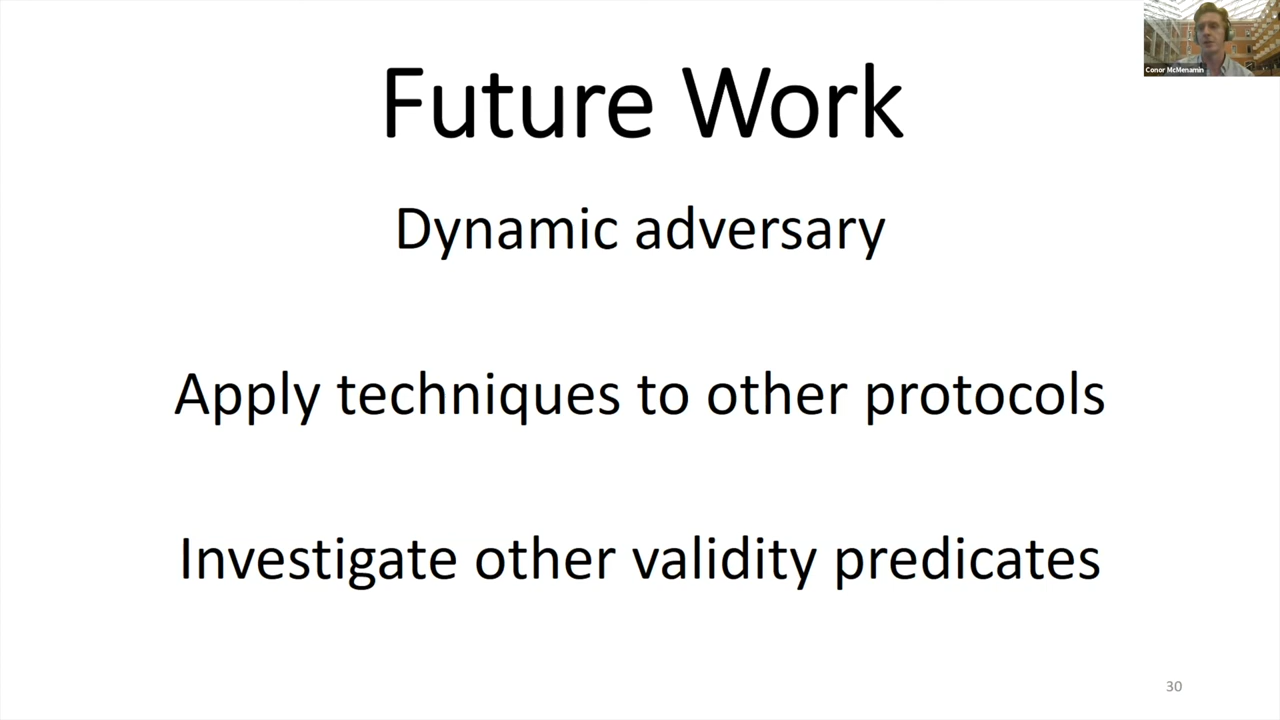 Conor McMenamin
Future Work
Dynamic adversary
Apply techniques to other protocols
Investigate other validity predicates
30